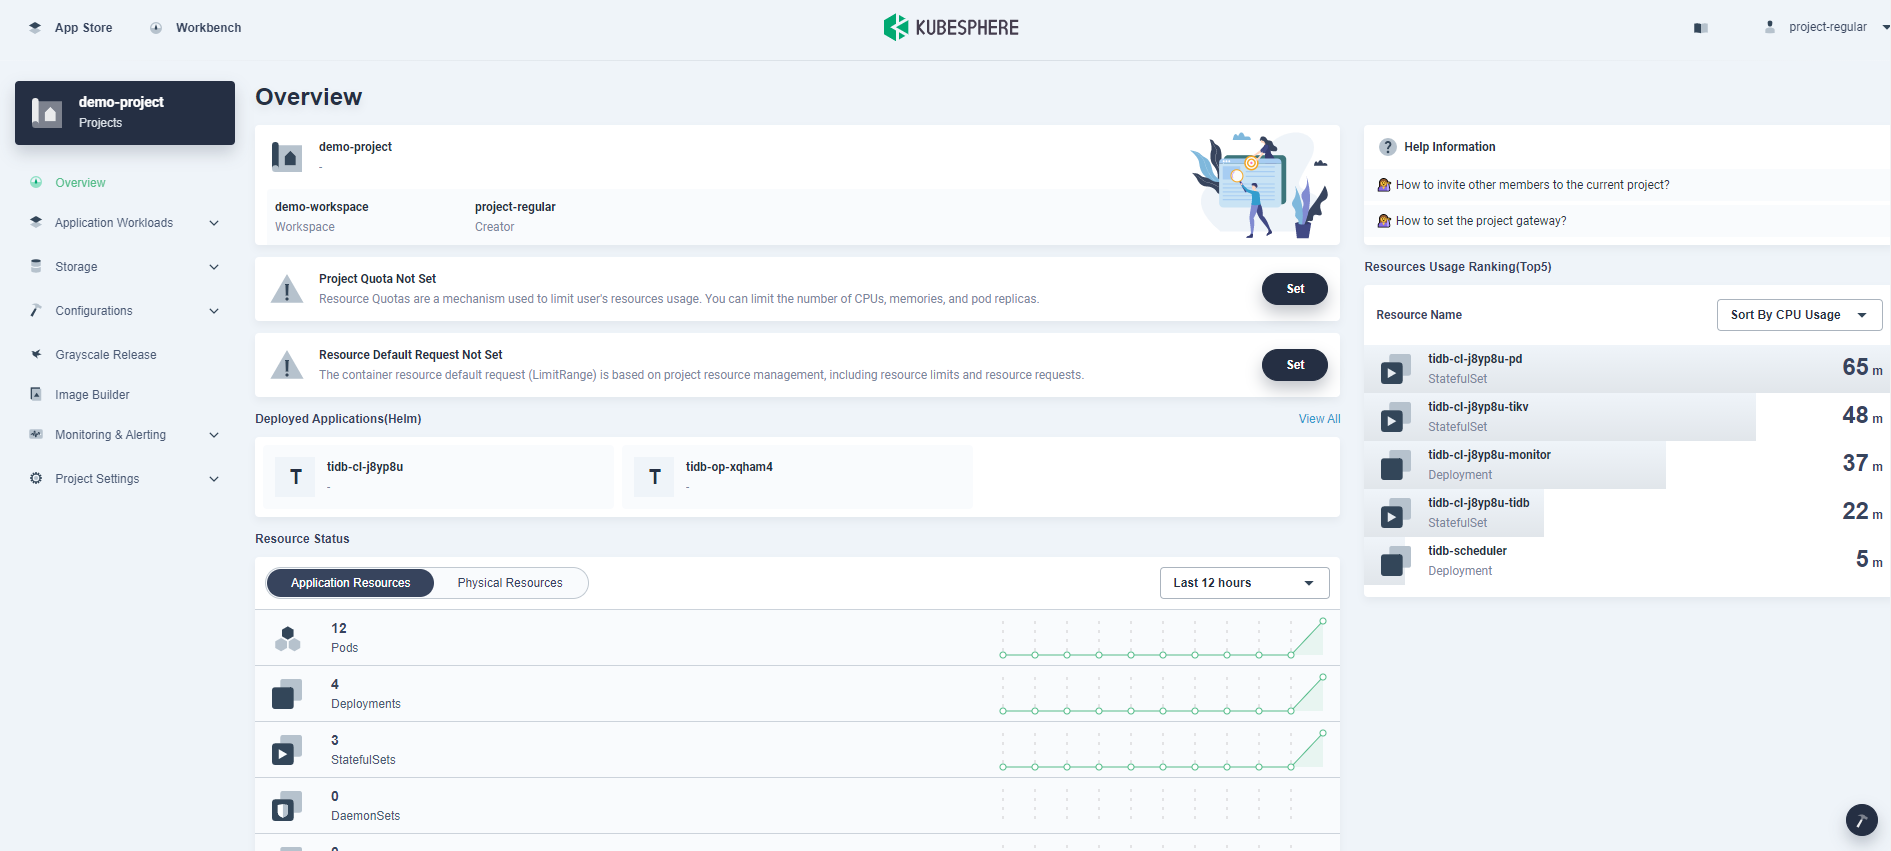 App Store
Workbench
KUBESPHERE
project-regular
demo-project
Projects
Overview
Application Workloads
Storage
Configurations
Grayscale Release
Image Builder
Monitoring & Alerting
Project Settings
Overview
demo-project
-
demo-workspace
Workspace
project-regular
Creator
Project Quota Not Set
Resource Quotas are a mechanism used to limit user's resources usage. You can limit the number of CPUs, memories, and pod replicas.
Set
Resource Default Request Not Set
The container resource default request (LimitRange) is based on project resource management, including resource limits and resource requests.
Set
Deployed Applications(Helm)
View All
T
tidb-cl-j8yp8u
-
T
tidb-op-xqham4
-
Resource Status
Application Resources
Physical Resources
Last 12 hours
12
Pods
4
Deployments
3
StatefulSets
0
DaemonSets
Help Information
How to invite other members to the current project?
How to set the project gateway?
Resources Usage Ranking(Top5)
Resource Name
Sort By CPU Usage
tidb-cl-j8yp8u-pd
StatefulSet
65 m
tidb-cl-j8yp8u-tikv
StatefulSet
48 m
tidb-cl-j8yp8u-monitor
Deployment
37 m
tidb-cl-j8yp8u-tidb
StatefulSet
22 m
tidb-scheduler
Deployment
5 m